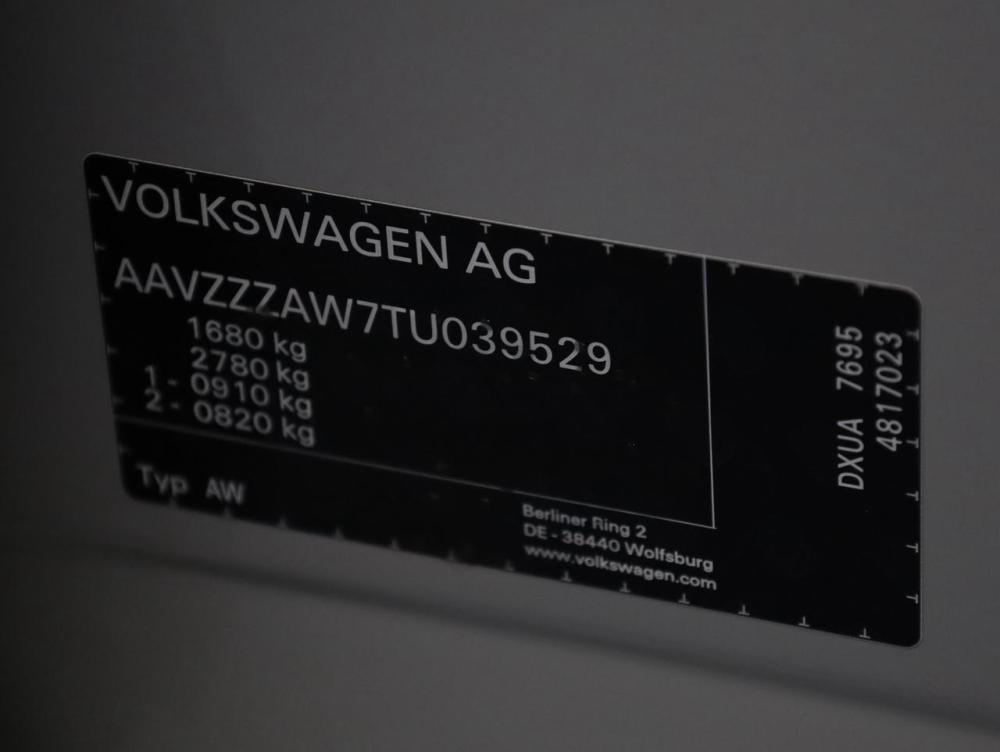 VOLKSWAGEN AG
AAVZZZAW7TU039529
1680 kg
2780 kg
1 - 0910 kg
2 - 0820 kg
Typ AW
Berliner Ring 2
DE - 38440 Wolfsburg
www.volkswagen.com
DXUA 7695
4817023